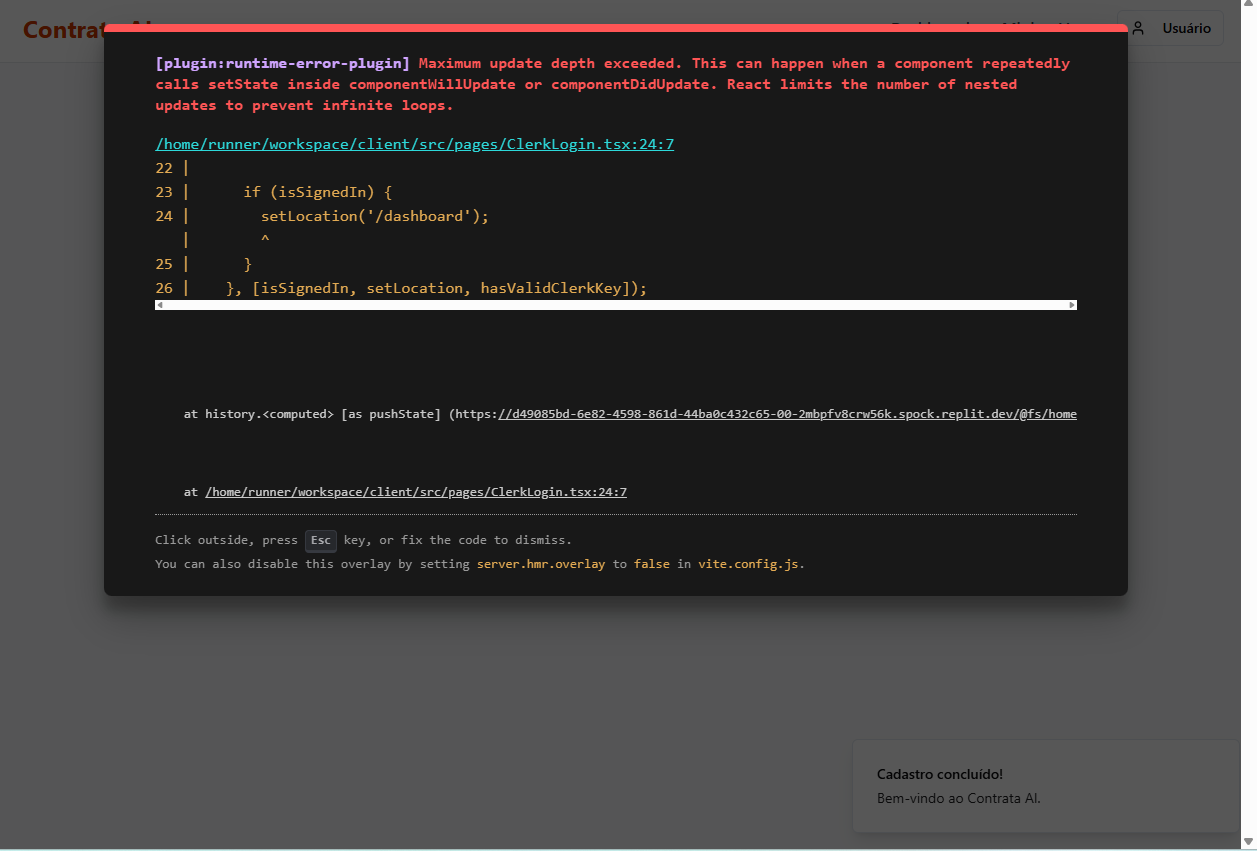 Contrat
Usuário
[plugin:runtime-error-plugin] Maximum update depth exceeded. This can happen when a component repeatedly
calls setState inside componentWillUpdate or componentDidUpdate. React limits the number of nested
updates to prevent infinite loops.
/home/runner/workspace/client/src/pages/ClerkLogin.tsx:24:7
22 |
23 |      if (isSignedIn) {
24 |        setLocation('/dashboard');
   |        ^
25 |      }
26 |    }, [isSignedIn, setLocation, hasValidClerkKey]);
at history.<computed> [as pushState] (https://d49085bd-6e82-4598-861d-44ba0c432c65-00-2mbpfv8crw56k.spock.replit.dev/@fs/home
at /home/runner/workspace/client/src/pages/ClerkLogin.tsx:24:7
Click outside, press Esc key, or fix the code to dismiss.
You can also disable this overlay by setting server.hmr.overlay to false in vite.config.js.
Cadastro concluído!
Bem-vindo ao Contrata AI.